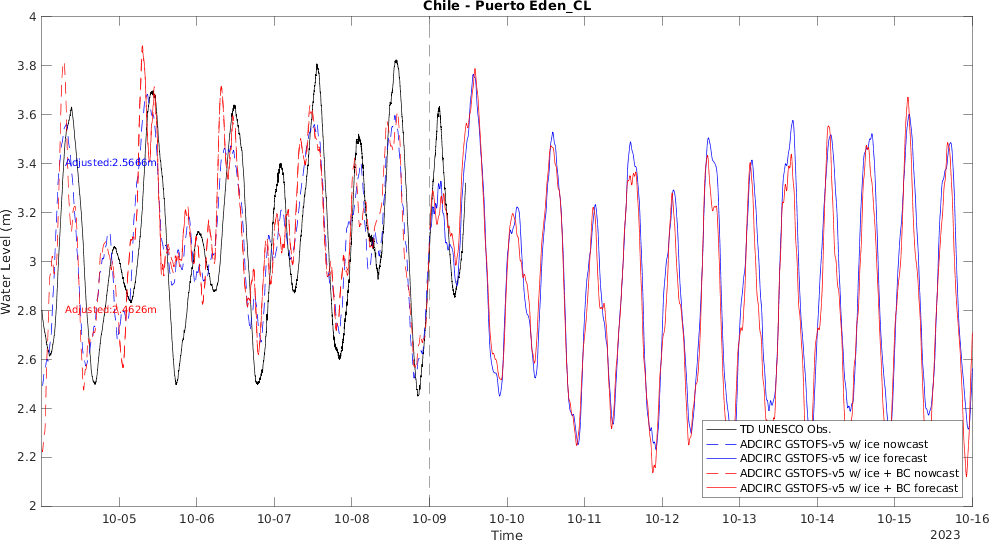 Chile - Puerto Eden_CL
4
3.8
3.6
3.4
3.2
3
2.8
2.6
2.4
2.2
2
Water Level (m)
Adjusted:2.5666m
Adjusted:2.4626m
TD UNESCO Obs.
ADCIRC GSTOFS-v5 w/ ice nowcast
ADCIRC GSTOFS-v5 w/ ice forecast
ADCIRC GSTOFS-v5 w/ ice + BC nowcast
ADCIRC GSTOFS-v5 w/ ice + BC forecast
10-05 10-06 10-07 10-08 10-09 10-10 10-11 10-12 10-13 10-14 10-15 10-16
Time
2023